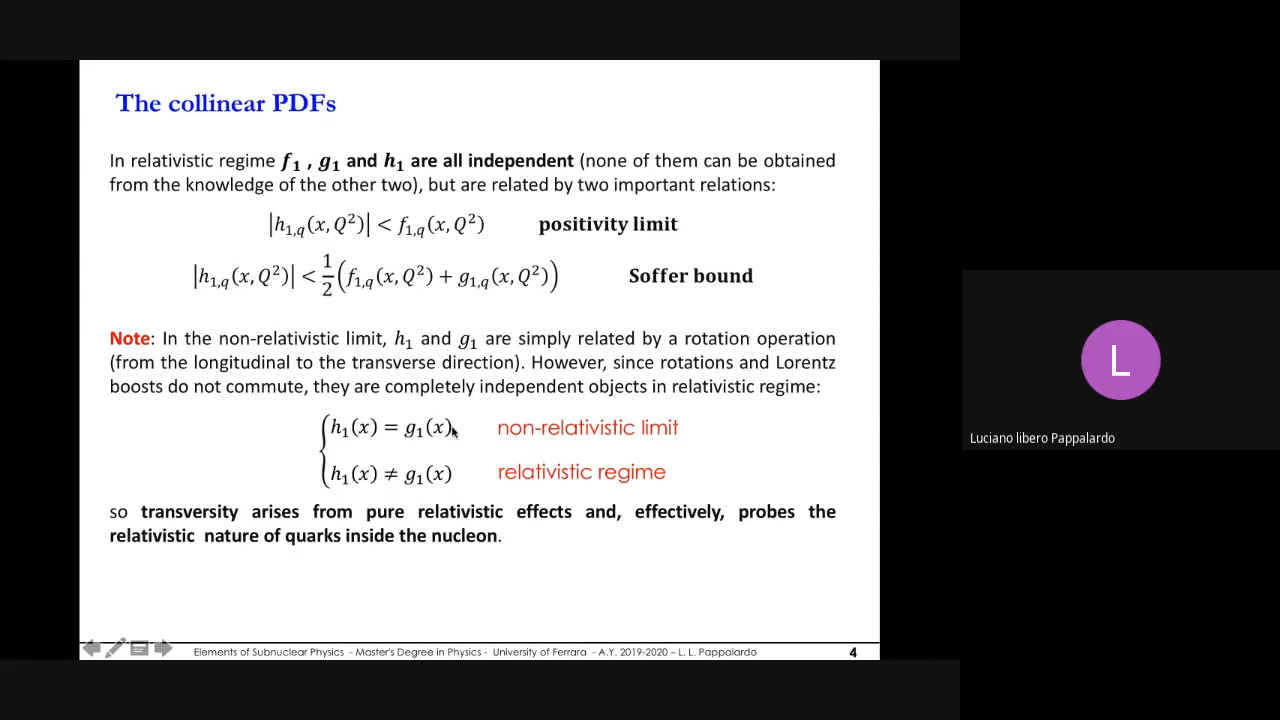 The collinear PDFs
In relativistic regime f₁ , g₁ and h₁ are all independent (none of them can be obtained
from the knowledge of the other two), but are related by two important relations:
|h₁,q(x, Q²)| < f₁,q(x, Q²) positivity limit
|h₁,q(x, Q²)| < 1/2 (f₁,q(x, Q²) + g₁,q(x, Q²)) Soffer bound
Note: In the non-relativistic limit, h₁ and g₁ are simply related by a rotation operation
(from the longitudinal to the transverse direction). However, since rotations and Lorentz
boosts do not commute, they are completely independent objects in relativistic regime:
h₁(x) = g₁(x) non-relativistic limit
h₁(x) ≠ g₁(x) relativistic regime
so transversity arises from pure relativistic effects and, effectively, probes the
relativistic nature of quarks inside the nucleon.
Elements of Subnuclear Physics - Master's Degree in Physics - University of Ferrara - A.Y. 2019-2020 – L. L. Pappalardo 4
L
Luciano libero Pappalardo